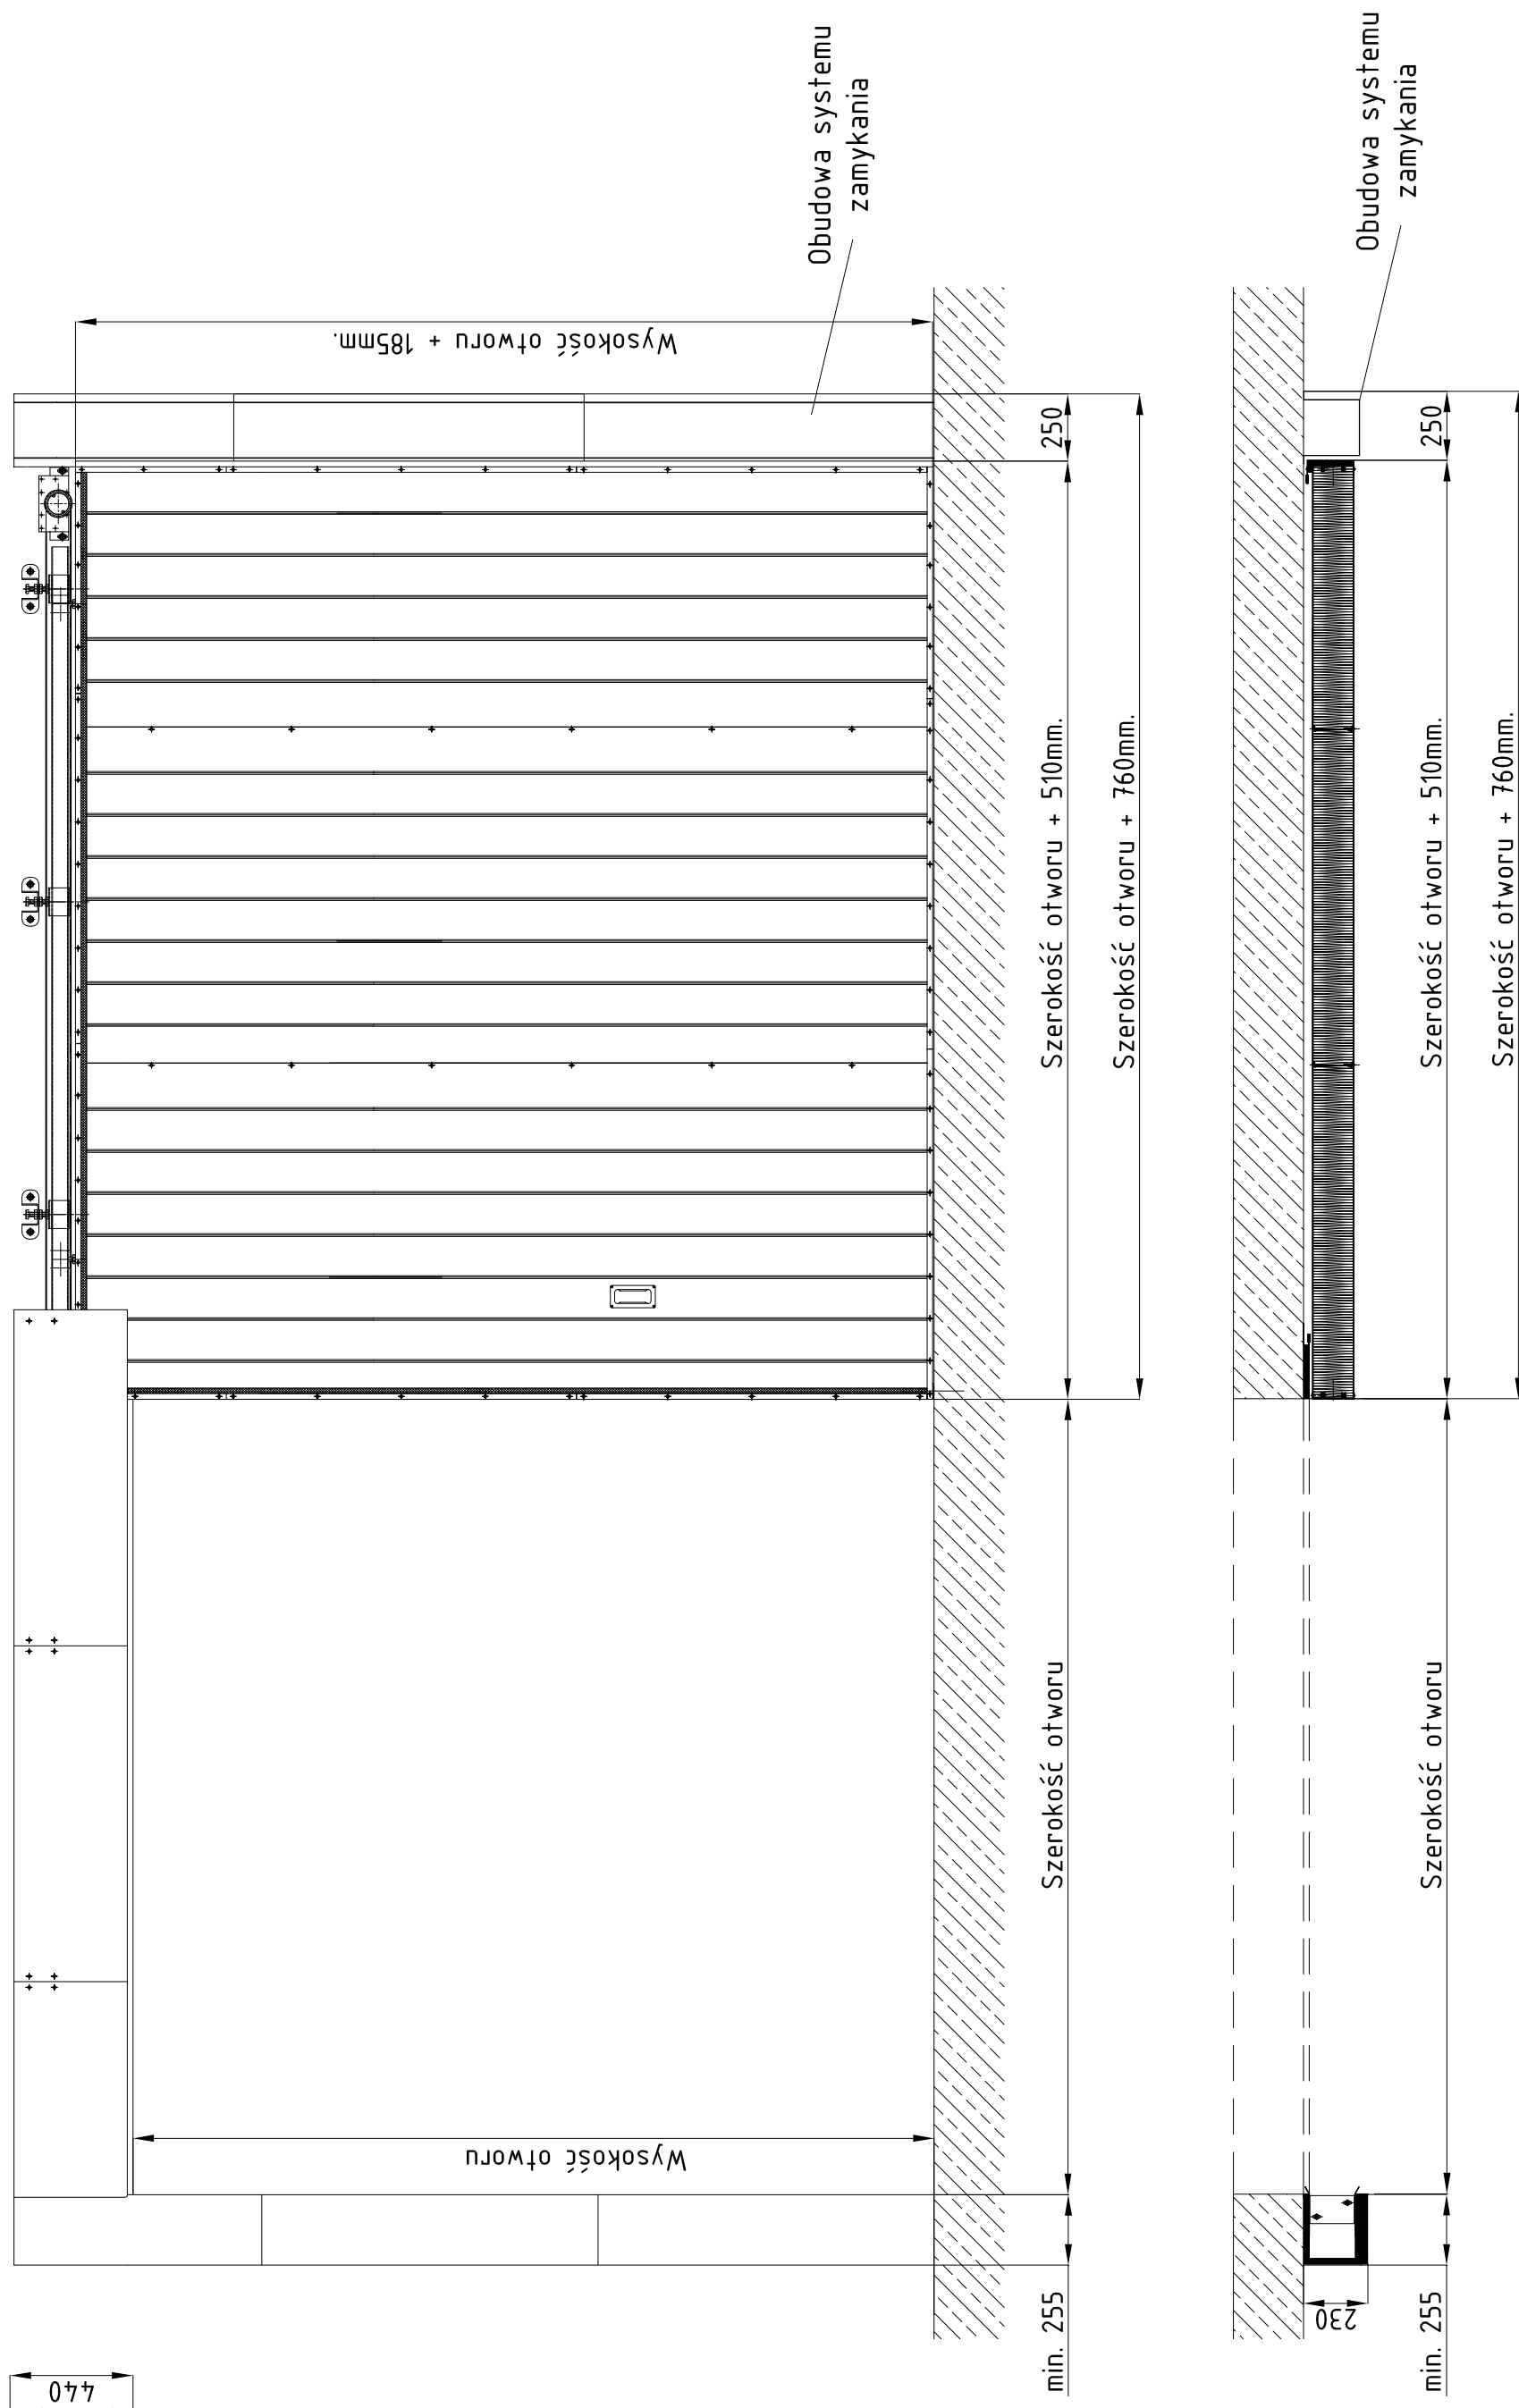 Obudowa systemu
zamykania
Wysokość otworu + 185mm.
250
Szerokość otworu + 510mm.
Szerokość otworu + 760mm.
Szerokość otworu
Wysokość otworu
min. 255
440
Obudowa systemu
zamykania
250
Szerokość otworu + 510mm.
Szerokość otworu + 760mm.
Szerokość otworu
230
min. 255